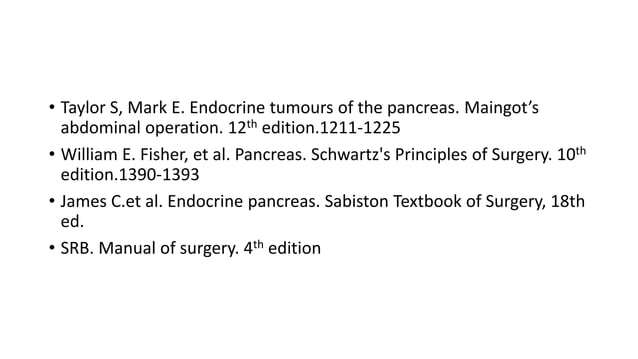 • Taylor S, Mark E. Endocrine tumours of the pancreas. Maingot’s
abdominal operation. 12th edition.1211-1225
• William E. Fisher, et al. Pancreas. Schwartz's Principles of Surgery. 10th
edition.1390-1393
• James C.et al. Endocrine pancreas. Sabiston Textbook of Surgery, 18th
ed.
• SRB. Manual of surgery. 4th edition